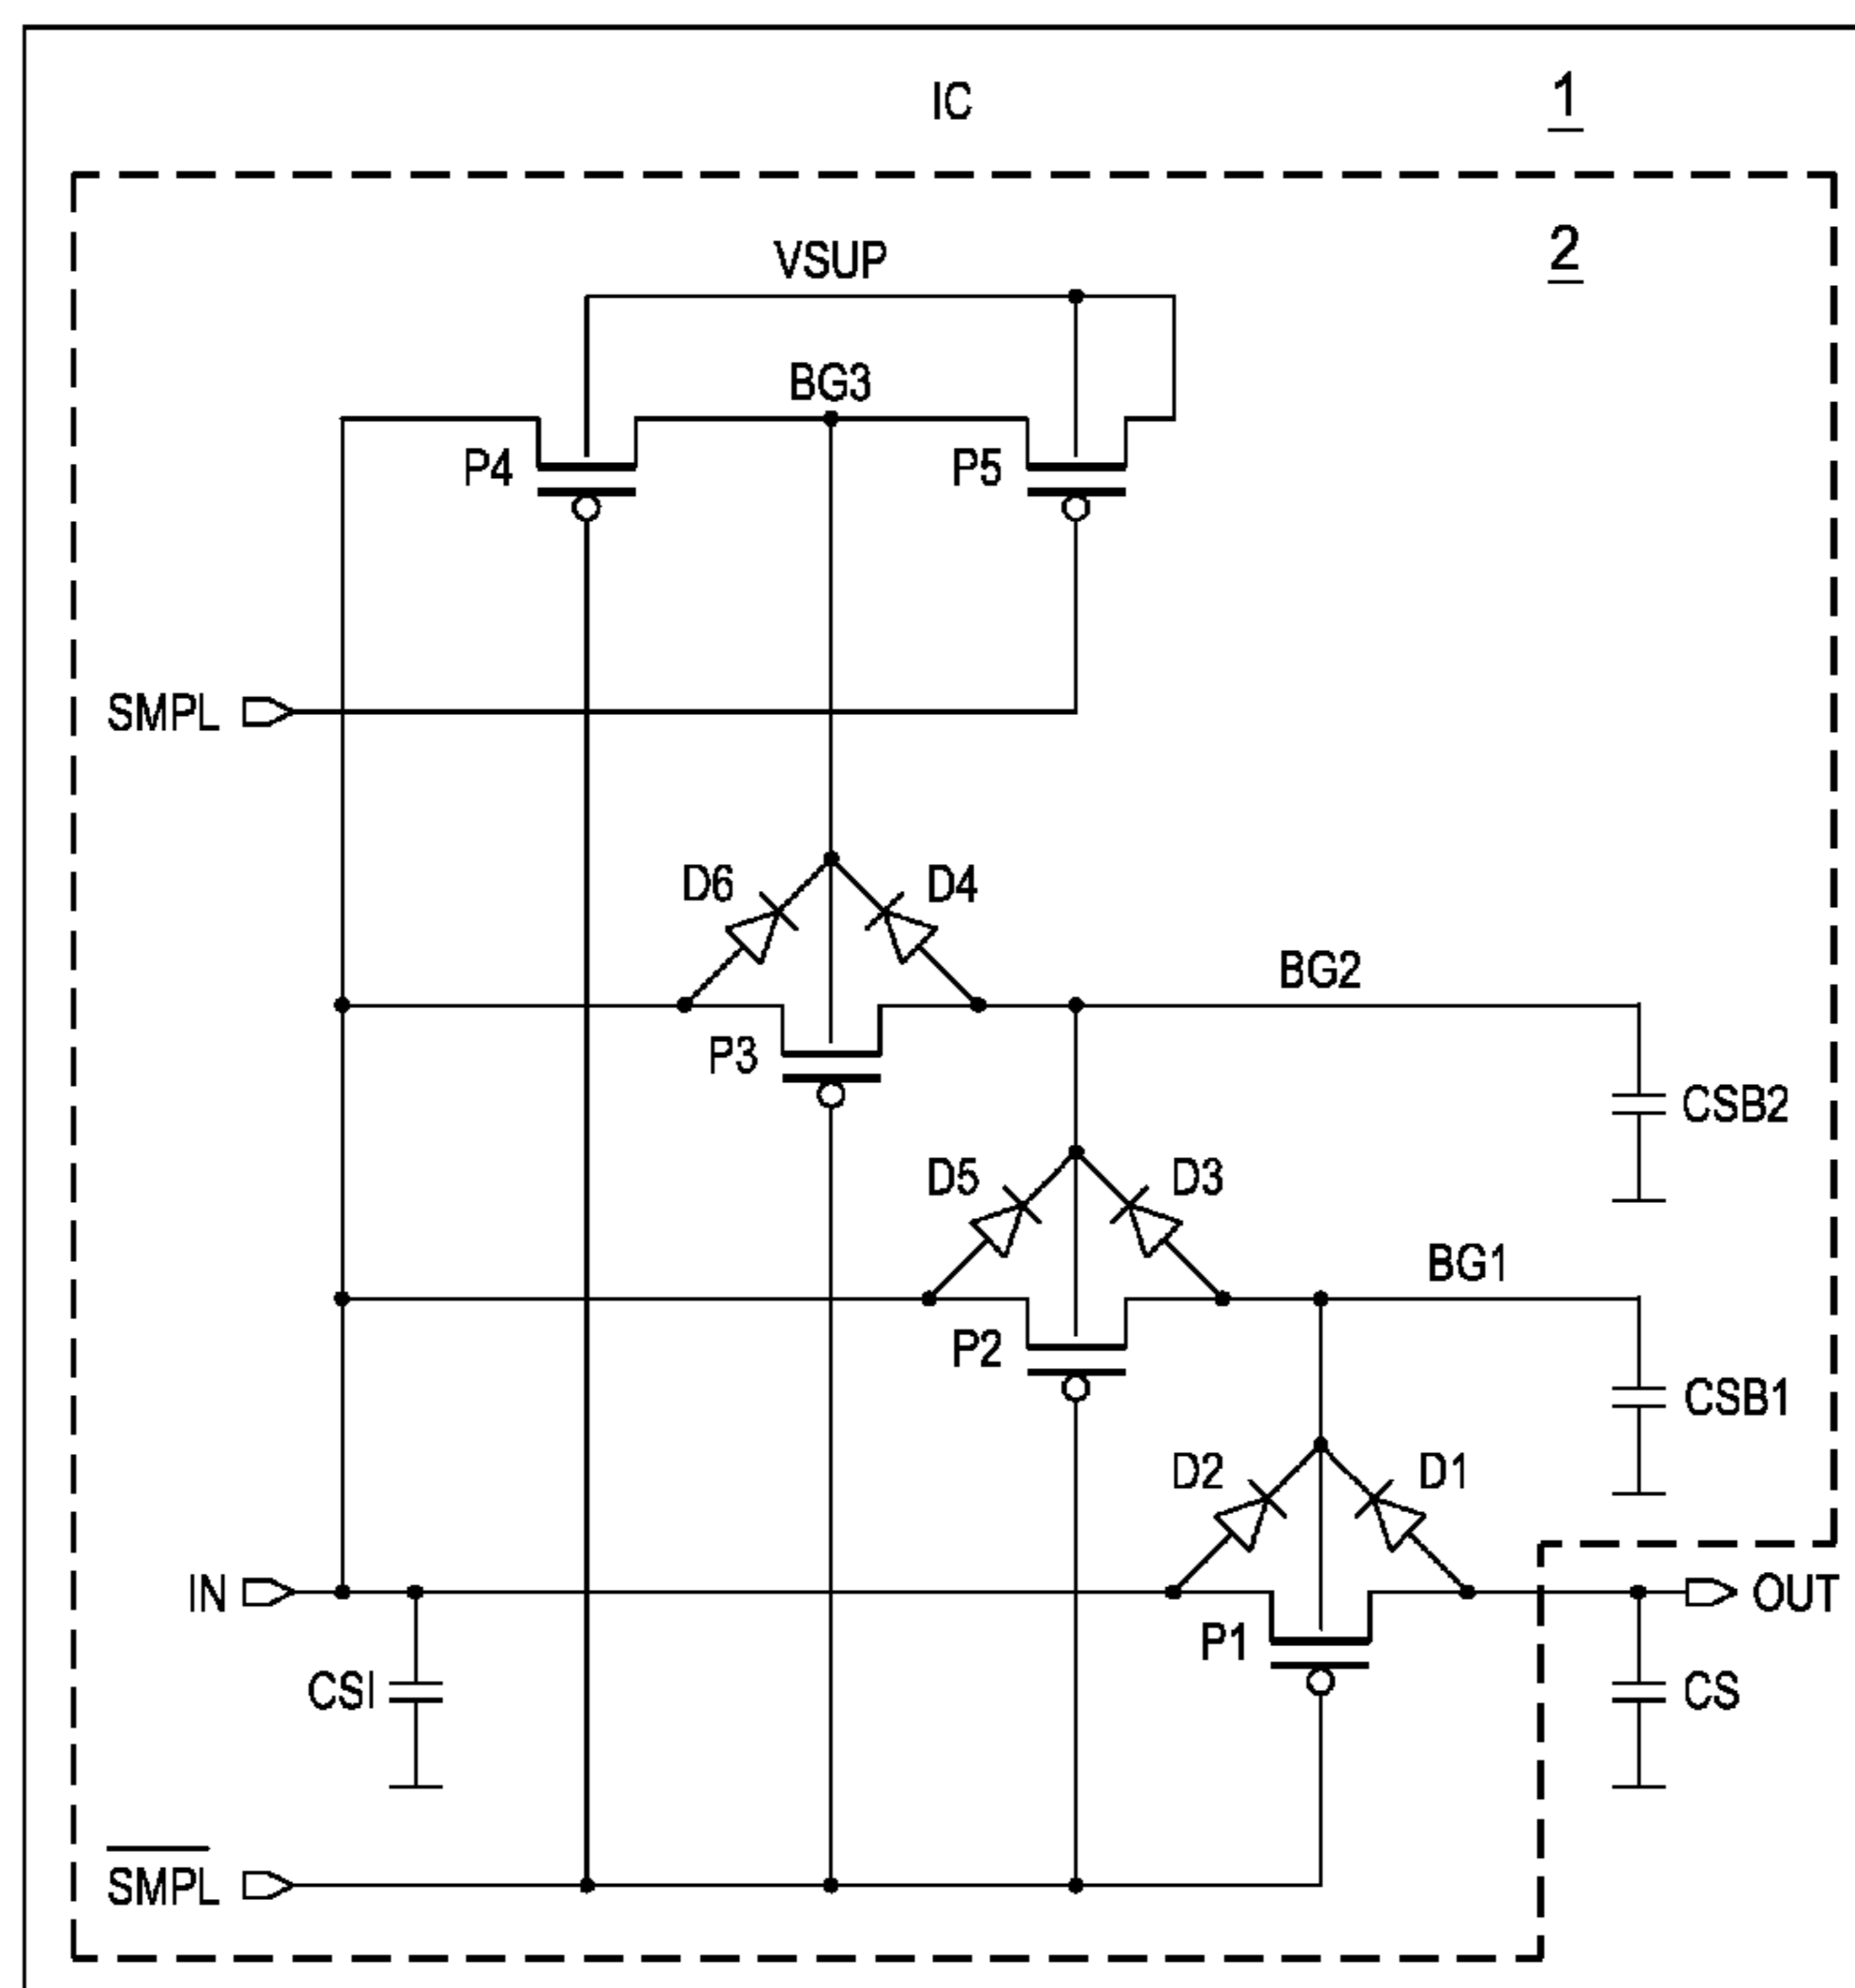 IC
1
2
VSUP
BG3
P4
P5
SMPL
D6
D4
BG2
P3
CSB2
D5
D3
BG1
P2
CSB1
D2
D1
IN
OUT
P1
CSI
CS
SMPL